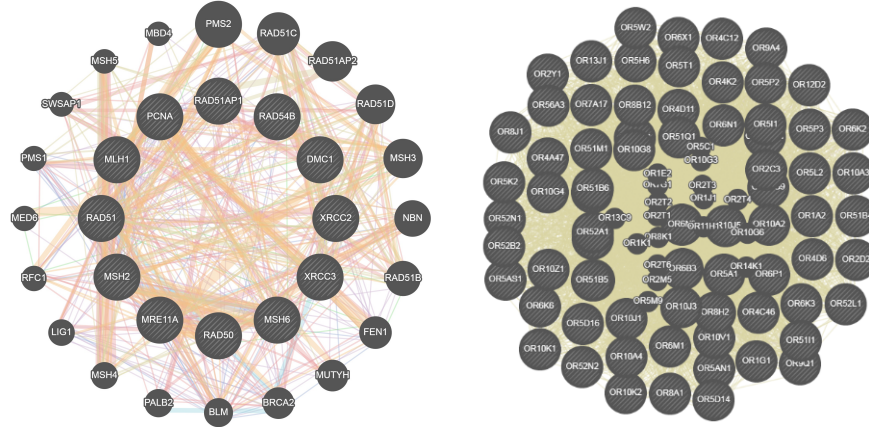 PMS2
MBD4
RAD51C
MSH5
RAD51AP2
SWSAP1
RAD51AP1
RAD51D
PCNA
RAD54B
PMS1
MLH1
DMC1
MSH3
MED6
RAD51
XRCC2
NBN
RFC1
MSH2
XRCC3
RAD51B
LIG1
MRE11A
RAD50
MSH6
FEN1
MSH4
MUTYH
PALB2
BLM
BRCA2
OR5W2
OR6X1
OR4C12
OR9A4
OR13J1
OR5H6
OR5T1
OR2Y1
OR4K2
OR5P2
OR12D2
OR56A3
OR7A17
OR8B12
OR4D11
OR6N1
OR5I1
OR5P3
OR6K2
OR8J1
OR51Q1
OR5C1
OR51M1
OR10G8
OR10G3
OR4A47
OR2C3
OR5L2
OR10A3
OR1E2
OR5K2
OR10G4
OR51B6
OR2T3
OR1J1
OR2T4
OR2T2
OR52N1
OR13C9
OR2T1
OR10A2
OR1A2
OR51B4
OR52A1
OR8K1
OR10G6
OR52B2
OR1K1
OR4D6
OR2D2
OR2T6
OR6B3
OR14K1
OR10Z1
OR5AS1
OR51B5
OR2M5
OR5A1
OR6P1
OR5M9
OR6K6
OR10J3
OR8H2
OR4C46
OR6K3
OR52L1
OR5D16
OR10J1
OR10V1
OR51I1
OR10K1
OR6M1
OR52N2
OR10A4
OR5AN1
OR1G1
OR9Q1
OR10K2
OR8A1
OR5D14